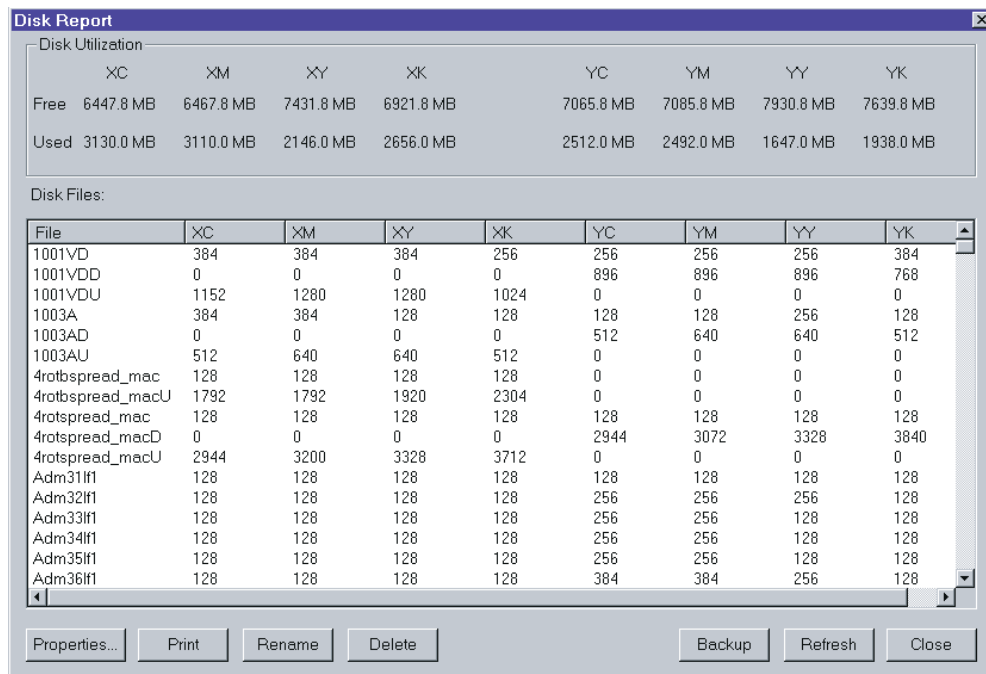 Disk Report
Disk Utilization
XC XM XY XK YC YM YY YK
Free 6447.8 MB 6467.8 MB 7431.8 MB 6921.8 MB 7065.8 MB 7085.8 MB 7930.8 MB 7639.8 MB
Used 3130.0 MB 3110.0 MB 2146.0 MB 2656.0 MB 2512.0 MB 2492.0 MB 1647.0 MB 1938.0 MB
Disk Files:
File XC XM XY XK YC YM YY YK
1001VD 384 384 384 256 256 256 256 384
1001VDD 0 0 0 0 896 896 896 768
1001VDU 1152 1280 1280 1024 0 0 0 0
1003A 384 384 128 128 128 128 256 128
1003AD 0 0 0 0 512 640 640 512
1003AU 512 640 640 512 0 0 0 0
4rotbspread_mac 128 128 128 128 0 0 0 0
4rotbspread_macU 1792 1792 1920 2304 0 0 0 0
4rotspread_mac 128 128 128 128 128 128 128 128
4rotspread_macD 0 0 0 0 2944 3072 3328 3840
4rotspread_macU 2944 3200 3328 3712 0 0 0 0
Adm31lf1 128 128 128 128 128 128 128 128
Adm32lf1 128 128 128 128 256 256 256 128
Adm33lf1 128 128 128 128 256 256 128 128
Adm34lf1 128 128 128 128 256 256 128 128
Adm35lf1 128 128 128 128 256 256 128 128
Adm36lf1 128 128 128 128 384 384 256 128
Properties... Print Rename Delete Backup Refresh Close